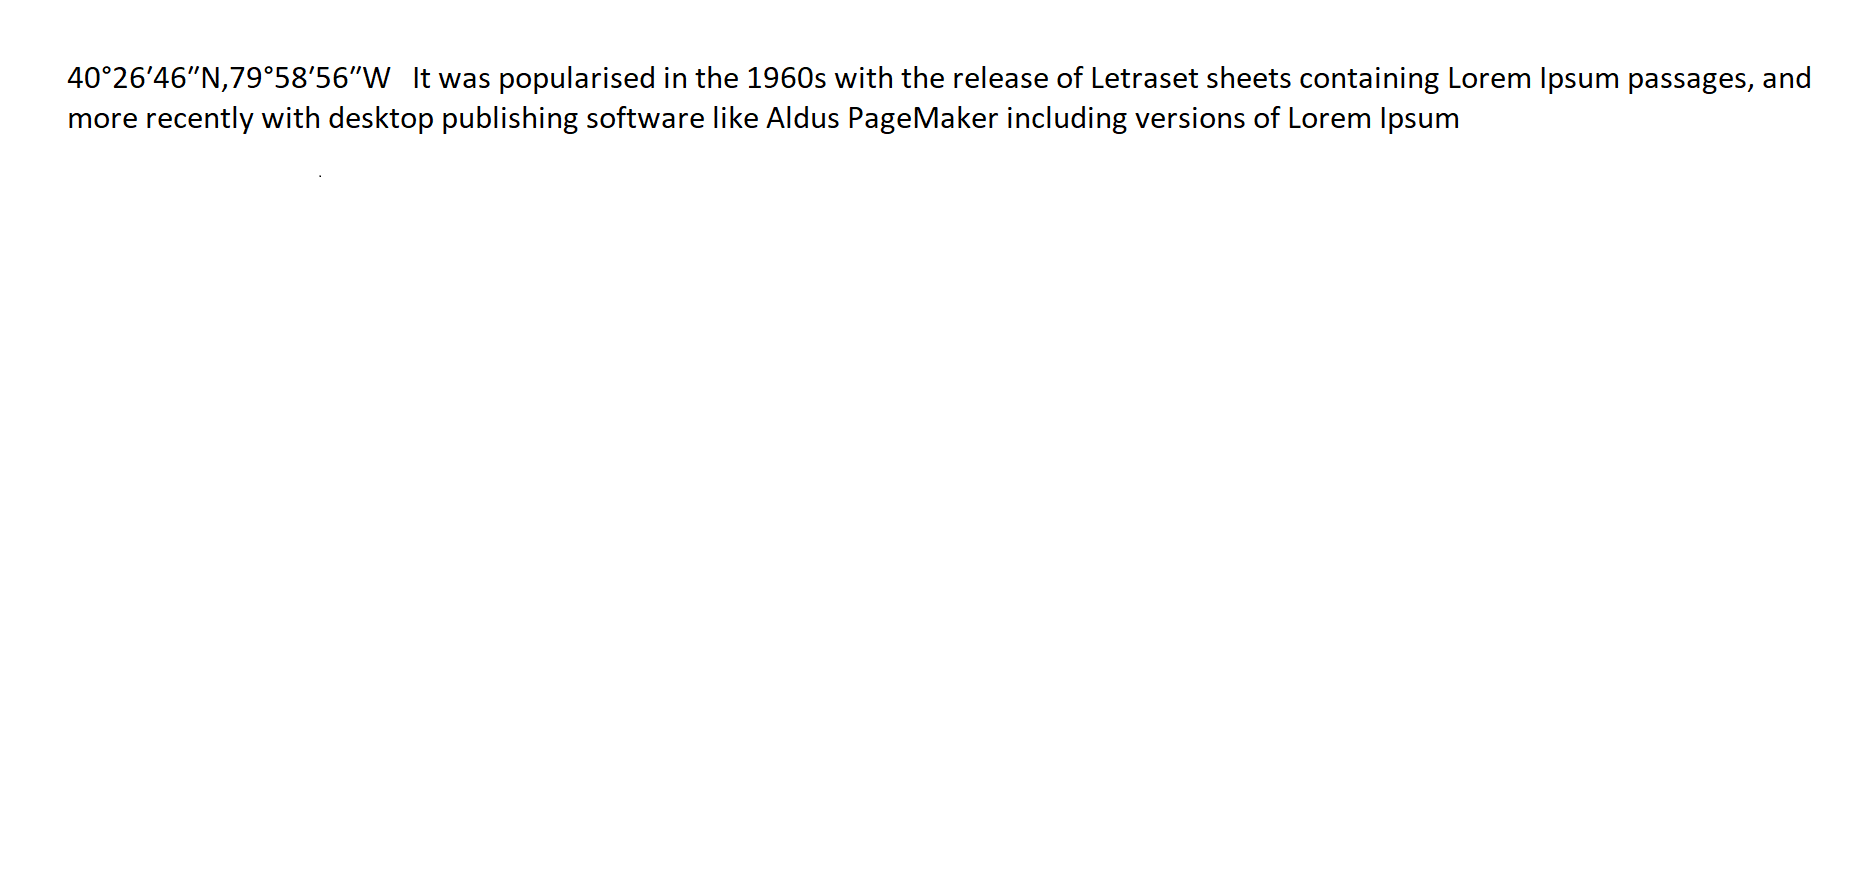 40°26′46″N,79°58′56″W   It was popularised in the 1960s with the release of Letraset sheets containing Lorem Ipsum passages, and
more recently with desktop publishing software like Aldus PageMaker including versions of Lorem Ipsum
.